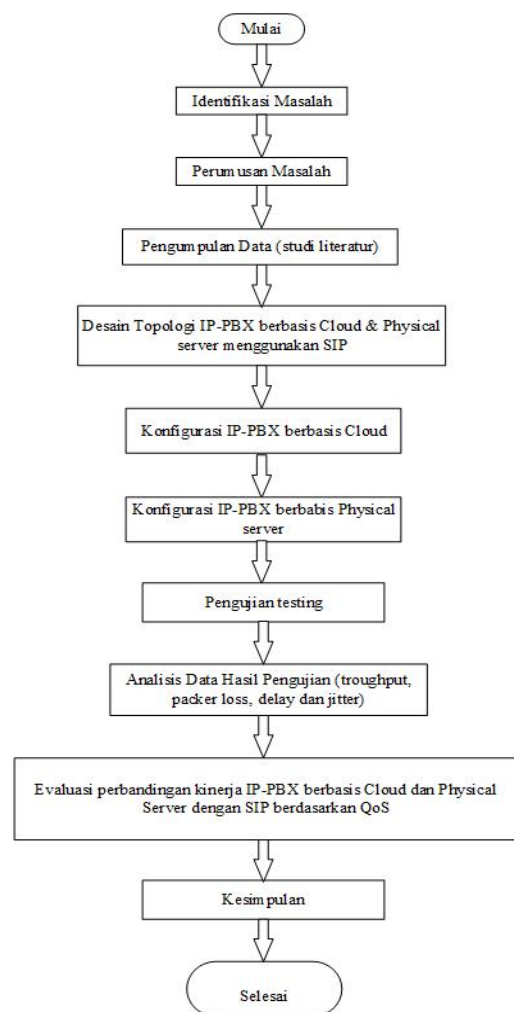 Mulai
Identifikasi Masalah
Perumusan Masalah
Pengumpulan Data (studi literatur)
Desain Topologi IP-PBX berbasis Cloud & Physical
server menggunakan SIP
Konfigurasi IP-PBX berbasis Cloud
Konfigurasi IP-PBX berbabis Physical
server
Pengujian testing
Analisis Data Hasil Pengujian (troughput,
packer loss, delay dan jitter)
Evaluasi perbandingan kinerja IP-PBX berbasis Cloud dan Physical
Server dengan SIP berdasarkan QoS
Kesimpulan
Selesai